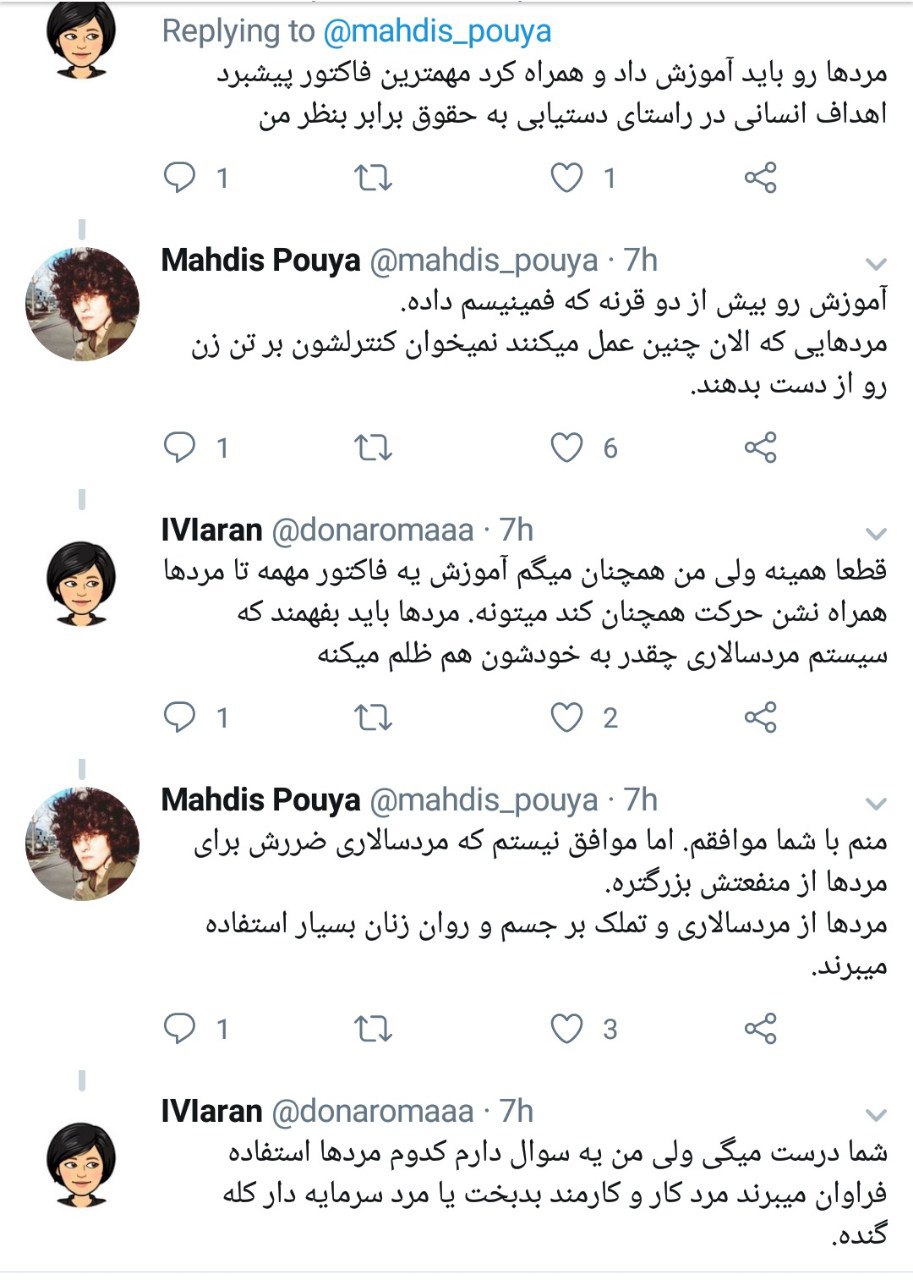 Replying to @mahdis_pouya
مردها رو باید آموزش داد و همراه کرد مهمترین فاکتور پیشبرد
اهداف انسانی در راستای دستیابی به حقوق برابر بنظر من
1
1
Mahdis Pouya @mahdis_pouya · 7h
آموزش رو بیش از دو قرنه که فمینیسم داده.
مردهایی که الان چنین عمل میکنند نمیخوان کنترلشون بر تن زن
رو از دست بدهند.
1
6
IVIaran @donaromaaa · 7h
قطعا همینه ولی من همچنان میگم آموزش یه فاکتور مهمه تا مردها
همراه نشن حرکت همچنان کند میتونه. مردها باید بفهمند که
سیستم مردسالاری چقدر به خودشون هم ظلم میکنه
1
2
Mahdis Pouya @mahdis_pouya · 7h
منم با شما موافقم. اما موافق نیستم که مردسالاری ضررش برای
مردها از منفعتش بزرگتره.
مردها از مردسالاری و تملک بر جسم و روان زنان بسیار استفاده
میبرند.
1
3
IVIaran @donaromaaa · 7h
شما درست میگی ولی من یه سوال دارم کدوم مردها استفاده
فراوان میبرند مرد کار و کارمند بدبخت یا مرد سرمایه دار کله
گنده.